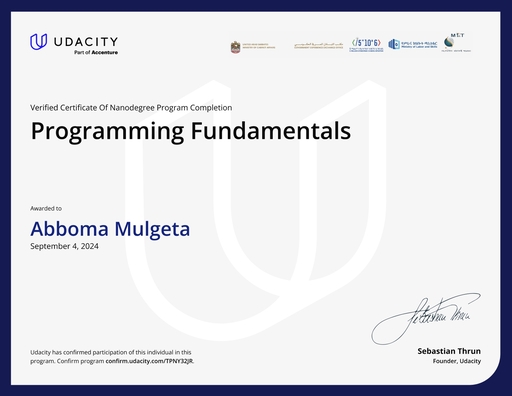 UDACITY
Part of Accenture
M?T
Verified Certificate Of Nanodegree Program Completion
Programming Fundamentals
Awarded to
Abboma Mulgeta
September 4, 2024
Udacity has confirmed participation of this individual in this
program. Confirm program confirm.udacity.com/TPNY32JR.
Sebastian Thrun
Founder, Udacity